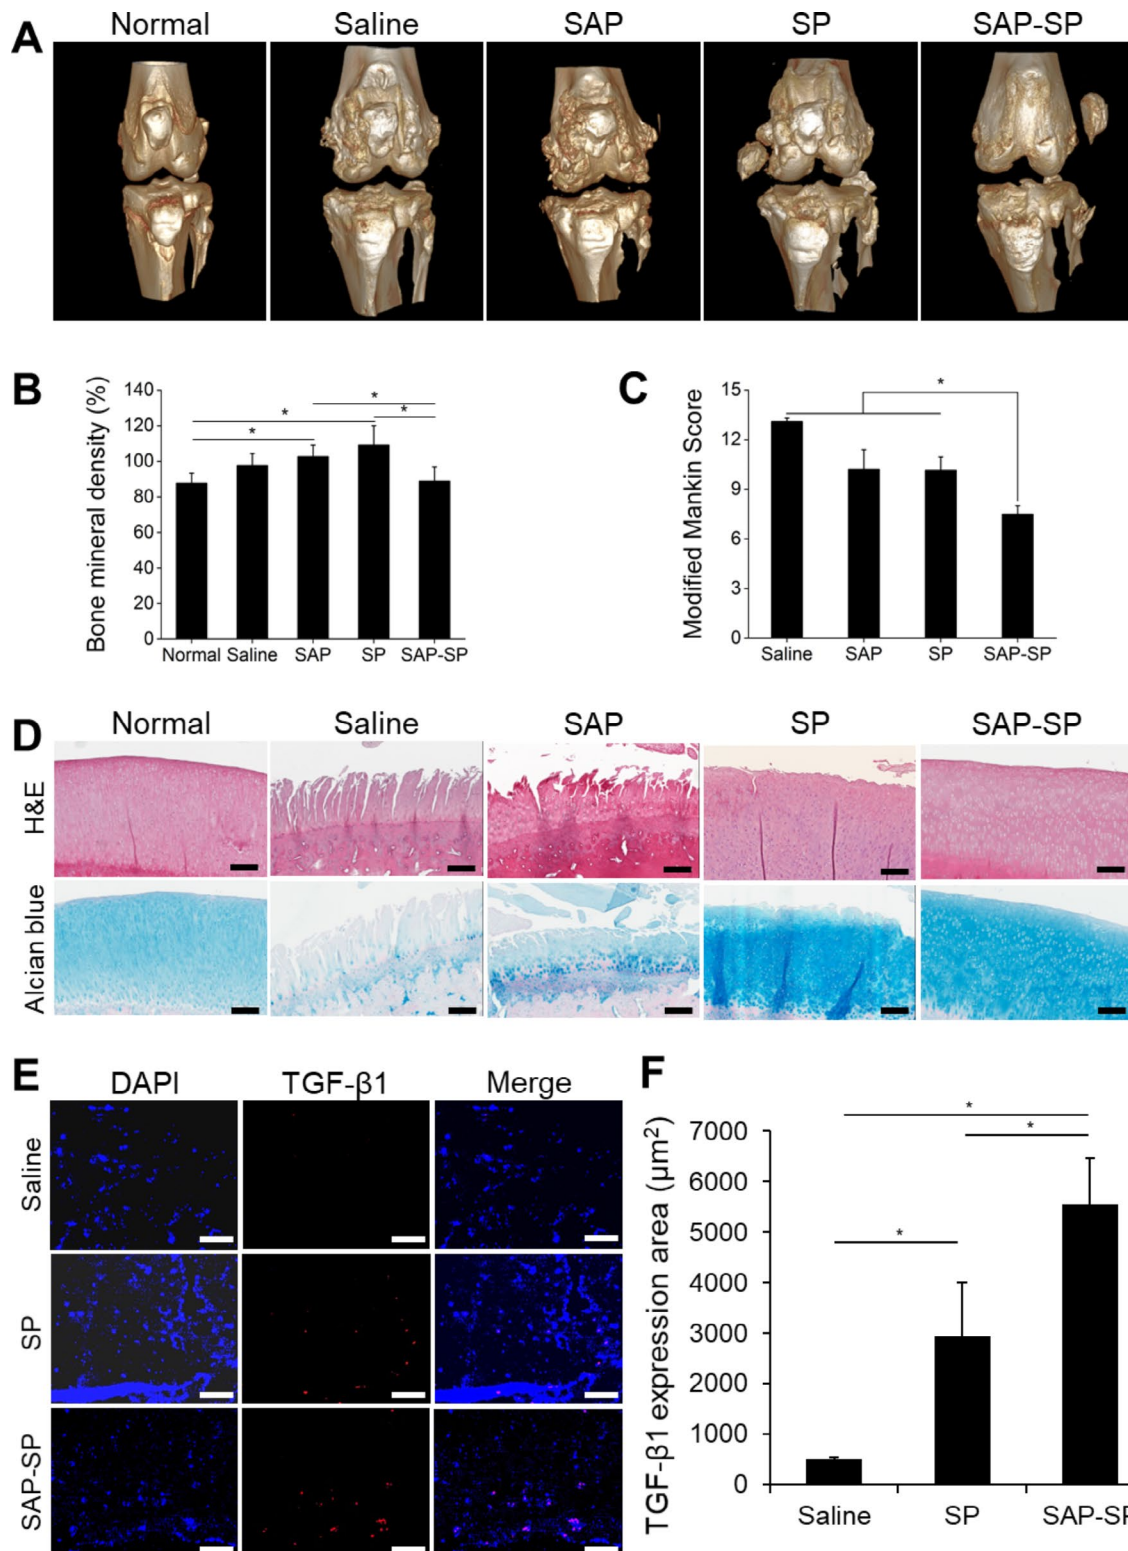 A
Normal Saline SAP SP SAP-SP
B
Bone mineral density (%)
140
120
100
80
60
40
20
0
* * * *
Normal Saline SAP SP SAP-SP
C
Modified Mankin Score
15
12
9
6
3
0
*
Saline SAP SP SAP-SP
D
Normal Saline SAP SP SAP-SP
H&E
Alcian blue
E
DAPI TGF-β1 Merge
Saline
SP
SAP-SP
F
TGF-β1 expression area (μm²)
7000
6000
5000
4000
3000
2000
1000
0
* * *
Saline SP SAP-SP